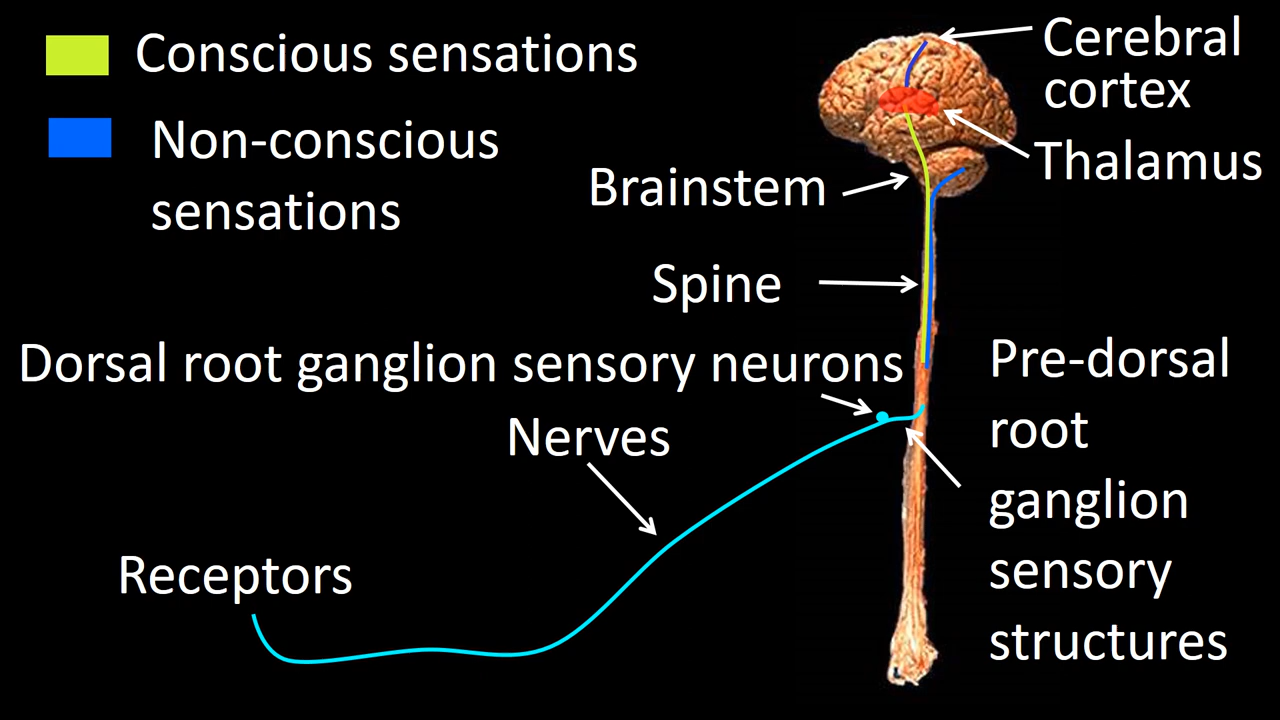 Conscious sensations
Non-conscious
sensations
Cerebral
cortex
Thalamus
Brainstem
Spine
Dorsal root ganglion sensory neurons
Nerves
Receptors
Pre-dorsal
root
ganglion
sensory
structures